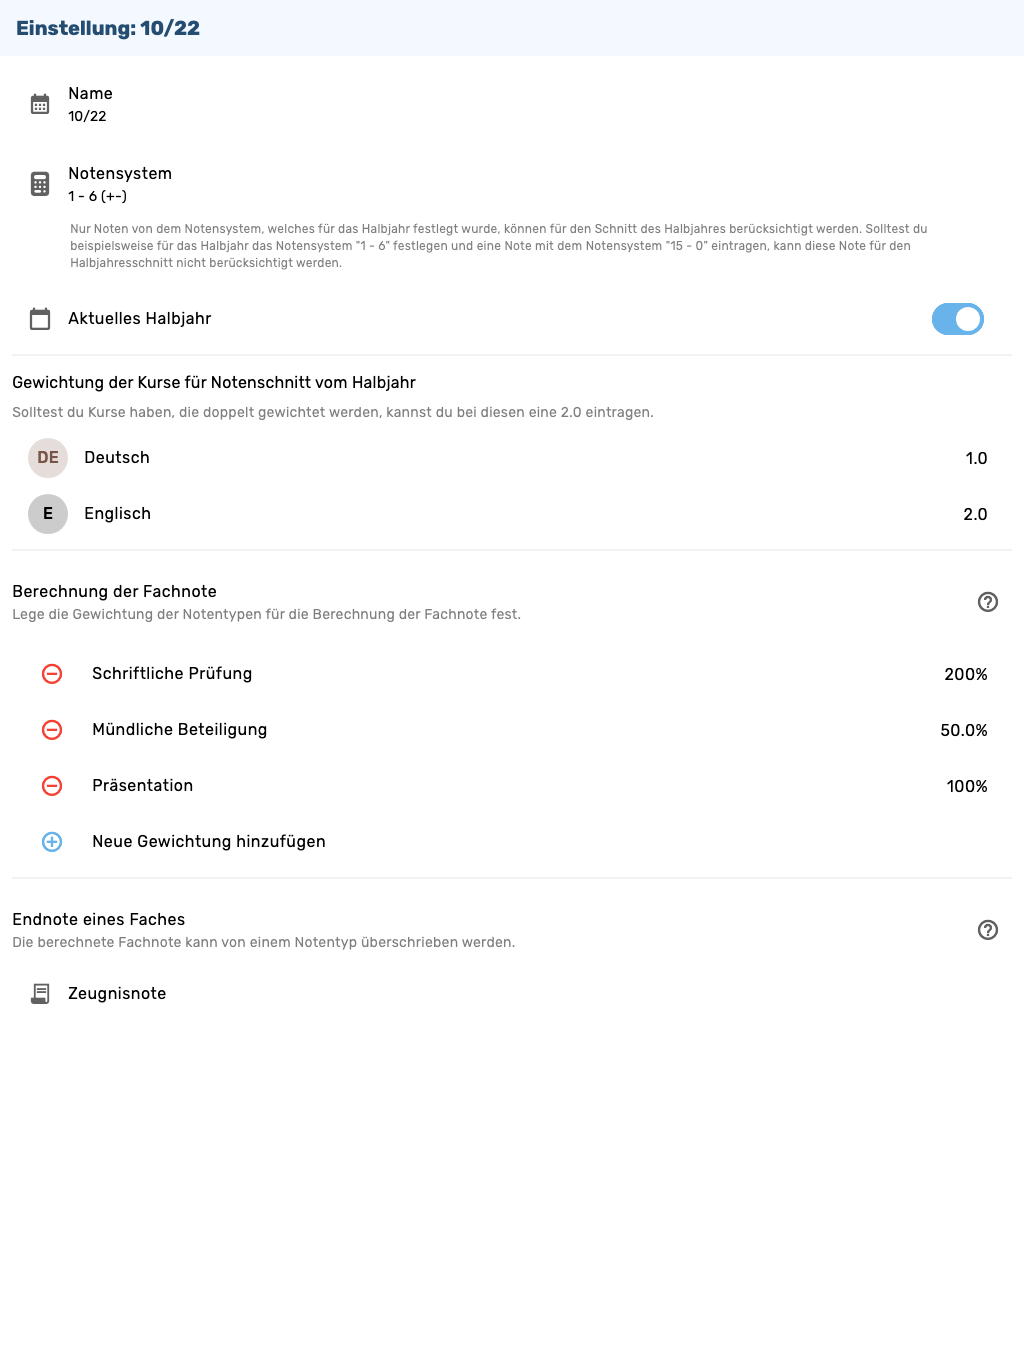 Einstellung: 10/22
Name
10/22
Notensystem
1 - 6 (+-)
Nur Noten von dem Notensystem, welches für das Halbjahr festlegt wurde, können für den Schnitt des Halbjahres berücksichtigt werden. Solltest du
beispielsweise für das Halbjahr das Notensystem "1 - 6" festlegen und eine Note mit dem Notensystem "15 - 0" eintragen, kann diese Note für den
Halbjahresschnitt nicht berücksichtigt werden.
Aktuelles Halbjahr
Gewichtung der Kurse für Notenschnitt vom Halbjahr
Solltest du Kurse haben, die doppelt gewichtet werden, kannst du bei diesen eine 2.0 eintragen.
DE Deutsch 1.0
E Englisch 2.0
Berechnung der Fachnote
Lege die Gewichtung der Notentypen für die Berechnung der Fachnote fest.
Schriftliche Prüfung 200%
Mündliche Beteiligung 50.0%
Präsentation 100%
Neue Gewichtung hinzufügen
Endnote eines Faches
Die berechnete Fachnote kann von einem Notentyp überschrieben werden.
Zeugnisnote